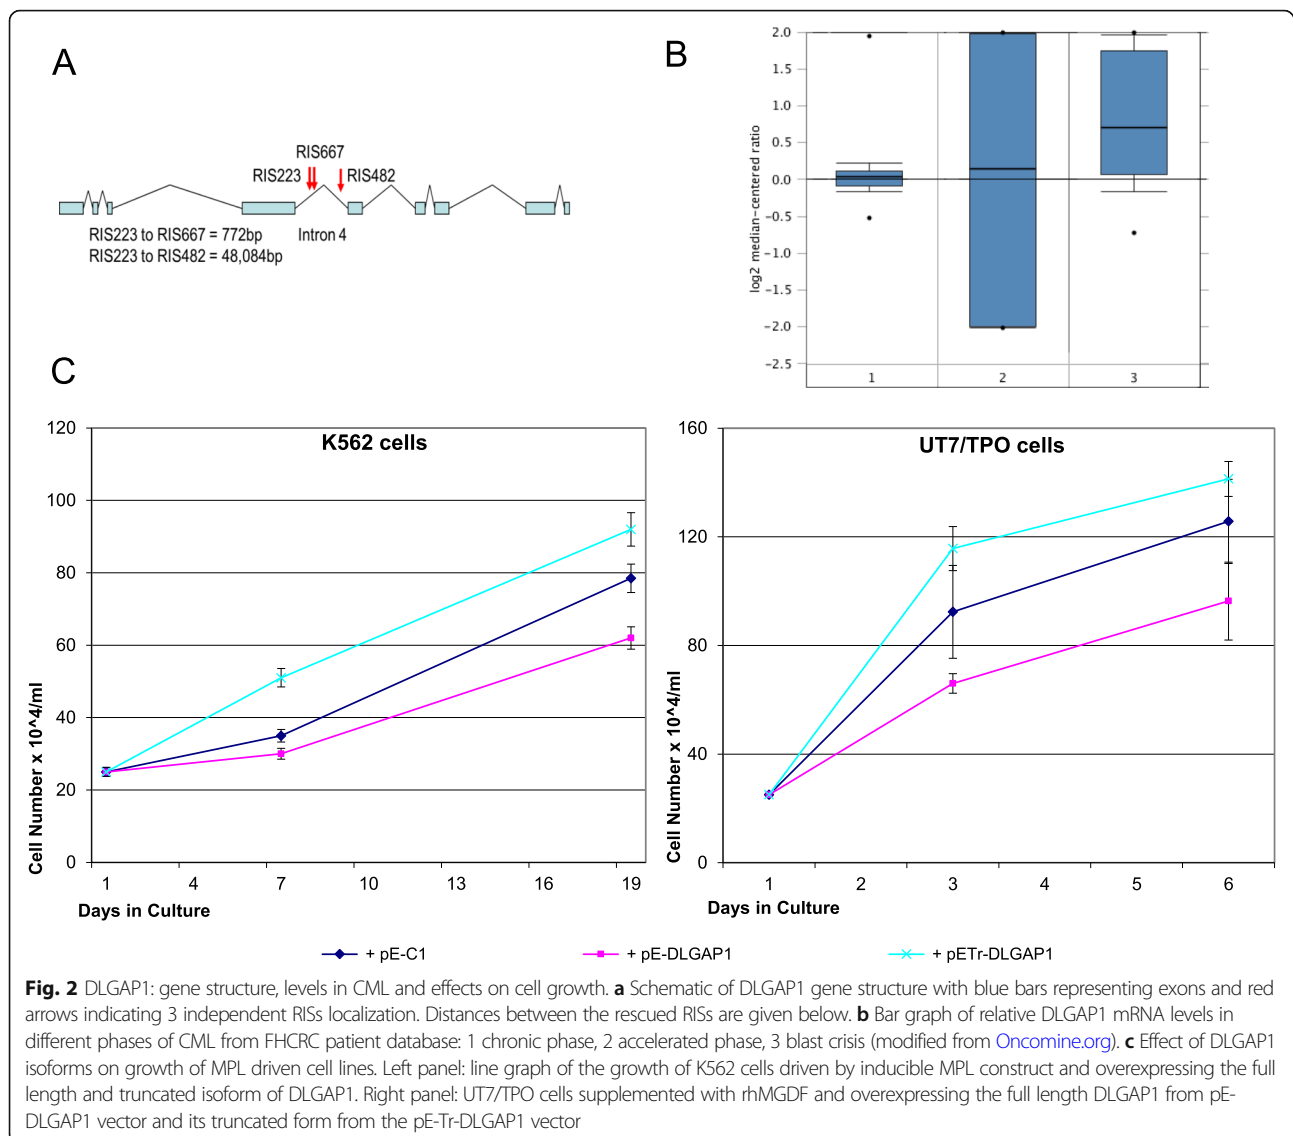 A
RIS667
RIS223
RIS482
RIS223 to RIS667 = 772bp
Intron 4
RIS223 to RIS482 = 48,084bp
B
log2 median-centered ratio
2.0
1.5
1.0
0.5
0.0
-0.5
-1.0
-1.5
-2.0
-2.5
1
2
3
C
K562 cells
Cell Number x 10^4/ml
120
100
80
60
40
20
0
1
4
7
10
13
16
19
Days in Culture
UT7/TPO cells
Cell Number x 10^4/ml
160
120
80
40
0
1
2
3
4
5
6
Days in Culture
+ pE-C1
+ pE-DLGAP1
+ pETr-DLGAP1
Fig. 2 DLGAP1: gene structure, levels in CML and effects on cell growth. a Schematic of DLGAP1 gene structure with blue bars representing exons and red
arrows indicating 3 independent RISs localization. Distances between the rescued RISs are given below. b Bar graph of relative DLGAP1 mRNA levels in
different phases of CML from FHCRC patient database: 1 chronic phase, 2 accelerated phase, 3 blast crisis (modified from Oncomine.org). c Effect of DLGAP1
isoforms on growth of MPL driven cell lines. Left panel: line graph of the growth of K562 cells driven by inducible MPL construct and overexpressing the full
length and truncated isoform of DLGAP1. Right panel: UT7/TPO cells supplemented with rhMGDF and overexpressing the full length DLGAP1 from pE-
DLGAP1 vector and its truncated form from the pE-Tr-DLGAP1 vector